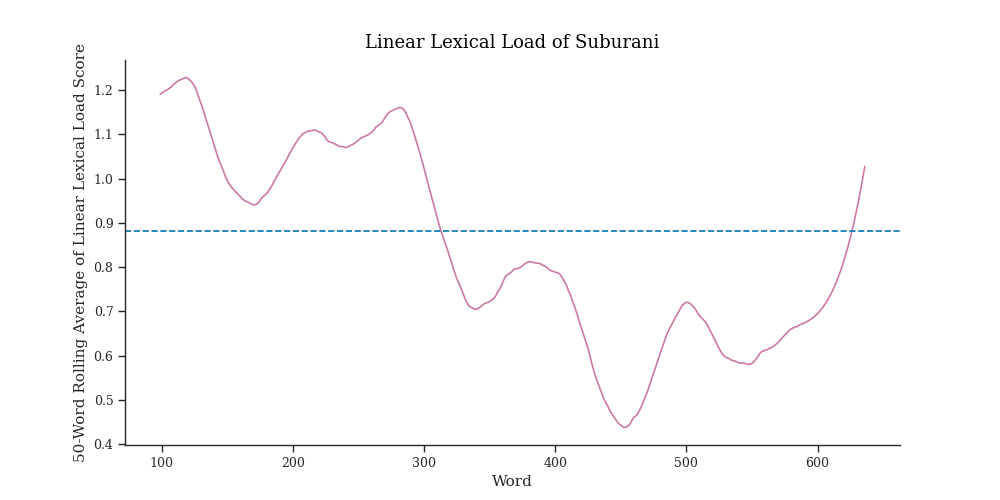 Linear Lexical Load of Suburani
50-Word Rolling Average of Linear Lexical Load Score
1.2
1.1
1.0
0.9
0.8
0.7
0.6
0.5
0.4
100 200 300 400 500 600
Word